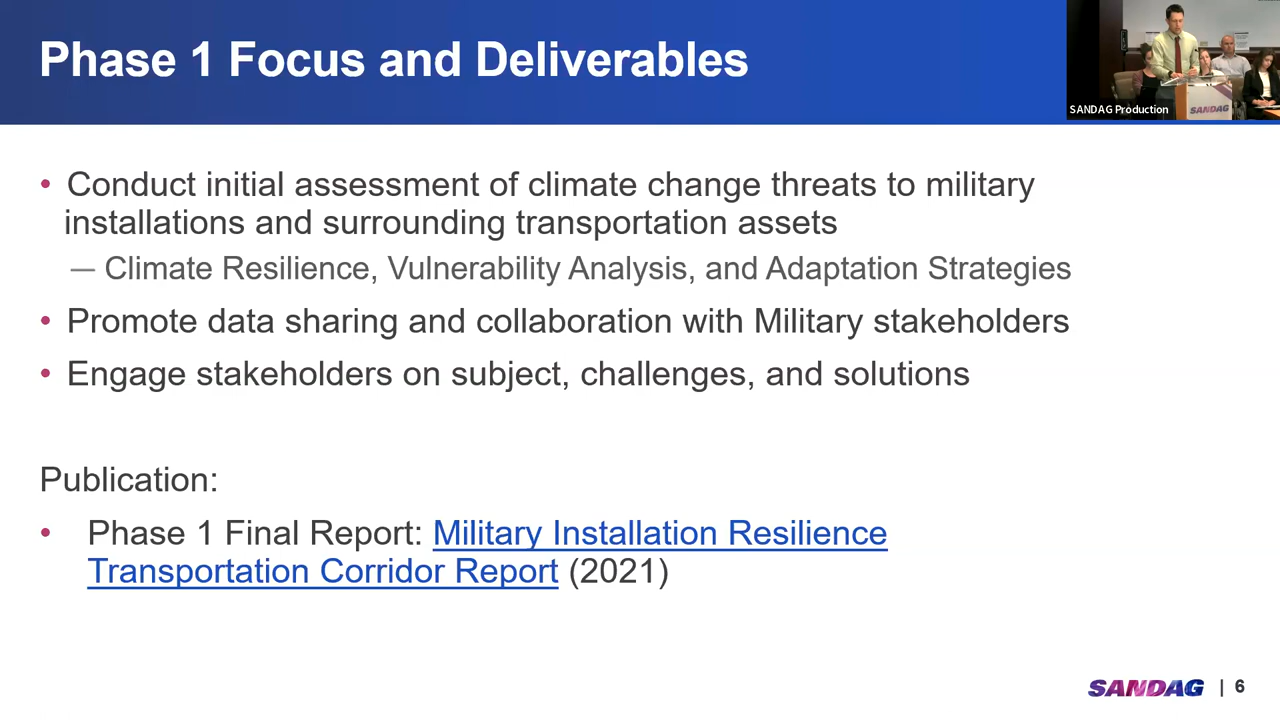 Phase 1 Focus and Deliverables
SANDAG
SANDAG Production
• Conduct initial assessment of climate change threats to military
installations and surrounding transportation assets
— Climate Resilience, Vulnerability Analysis, and Adaptation Strategies
• Promote data sharing and collaboration with Military stakeholders
• Engage stakeholders on subject, challenges, and solutions
Publication:
• Phase 1 Final Report: Military Installation Resilience
Transportation Corridor Report (2021)
SANDAG | 6